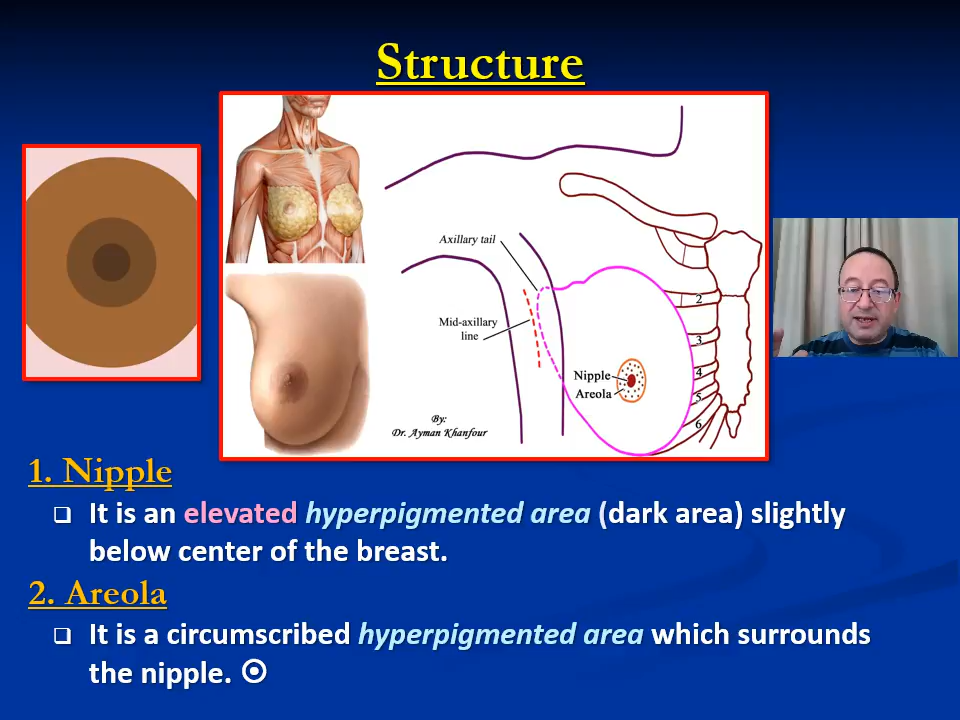 Structure
Axillary tail
Mid-axillary
line
2
3
4
5
6
Nipple
Areola
By:
Dr. Ayman Khanfour
1. Nipple
It is an elevated hyperpigmented area (dark area) slightly
below center of the breast.
2. Areola
It is a circumscribed hyperpigmented area which surrounds
the nipple.